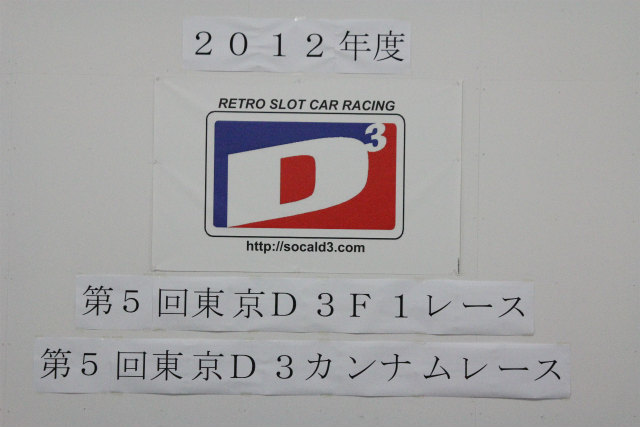 ２０１２年度
RETRO SLOT CAR RACING
D3
http://socald3.com
第５回東京Ｄ３Ｆ１レース
第５回東京Ｄ３カンナムレース